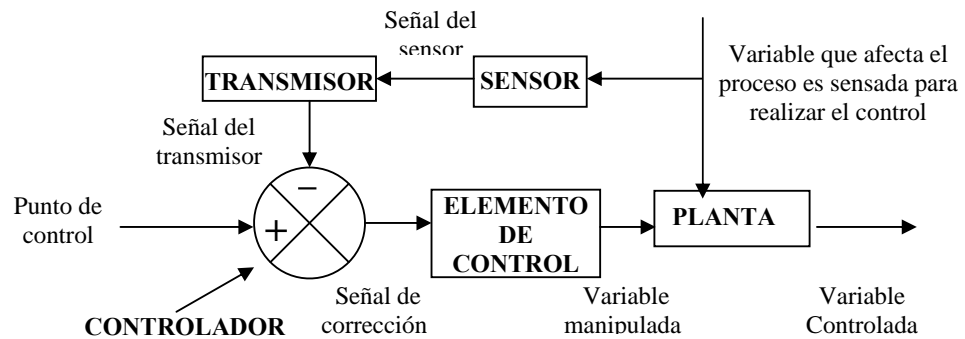 Señal del
sensor
Variable que afecta el
proceso es sensada para
realizar el control
TRANSMISOR
SENSOR
Señal del
transmisor
−
+
Punto de
control
ELEMENTO
DE
CONTROL
PLANTA
CONTROLADOR
Señal de
corrección
Variable
manipulada
Variable
Controlada